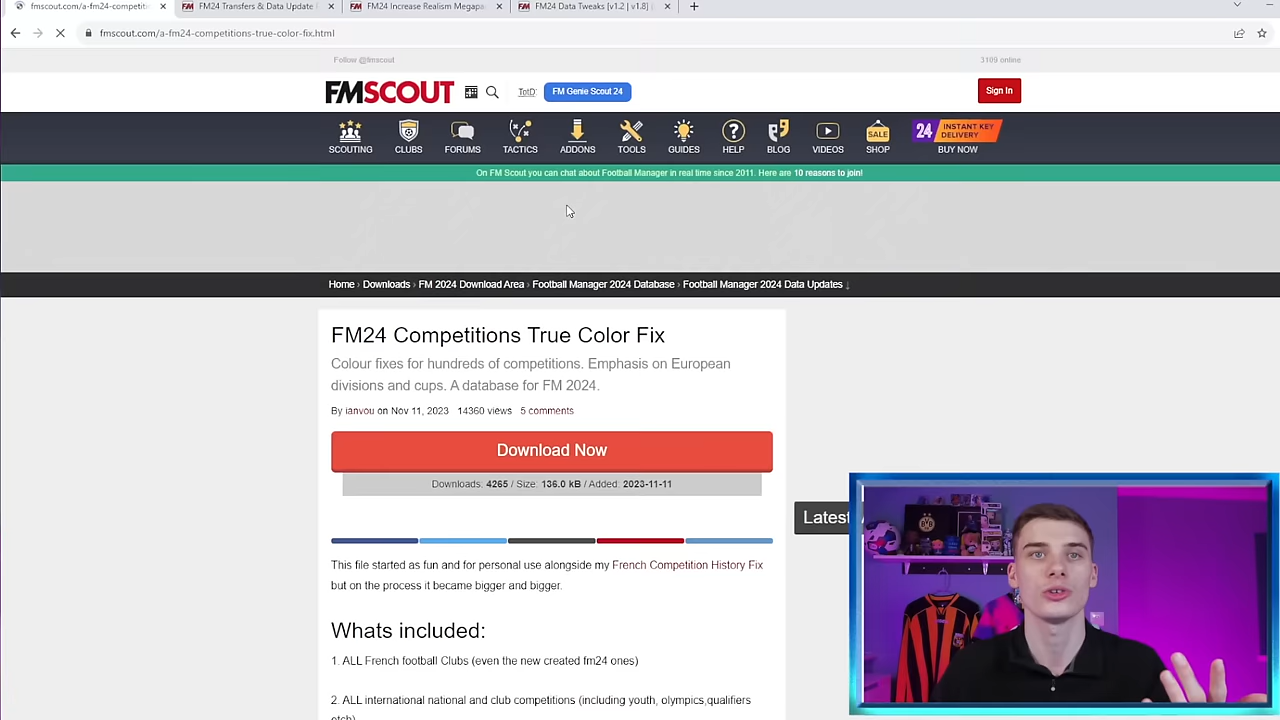 fmscout.com/a-fm24-competitio
FM24 Transfers & Data Update
FM24 Increase Realism Megapa
FM24 Data Tweaks [v1.2 | v1.8] |
fmscout.com/a-fm24-competitions-true-color-fix.html
Follow @fmscout
3109 online
FMSCOUT
TotD:
FM Genie Scout 24
Sign In
SCOUTING
CLUBS
FORUMS
TACTICS
ADDONS
TOOLS
GUIDES
HELP
BLOG
VIDEOS
SALE
SHOP
24 INSTANT KEY DELIVERY
BUY NOW
On FM Scout you can chat about Football Manager in real time since 2011. Here are 10 reasons to join!
Home › Downloads › FM 2024 Download Area › Football Manager 2024 Database › Football Manager 2024 Data Updates ↓
FM24 Competitions True Color Fix
Colour fixes for hundreds of competitions. Emphasis on European
divisions and cups. A database for FM 2024.
By ianvou on Nov 11, 2023 14360 views 5 comments
Download Now
Downloads: 4265 / Size: 136.0 kB / Added: 2023-11-11
Latest
This file started as fun and for personal use alongside my French Competition History Fix
but on the process it became bigger and bigger.
Whats included:
1. ALL French football Clubs (even the new created fm24 ones)
2. ALL international national and club competitions (including youth, olympics,qualifiers
etch)